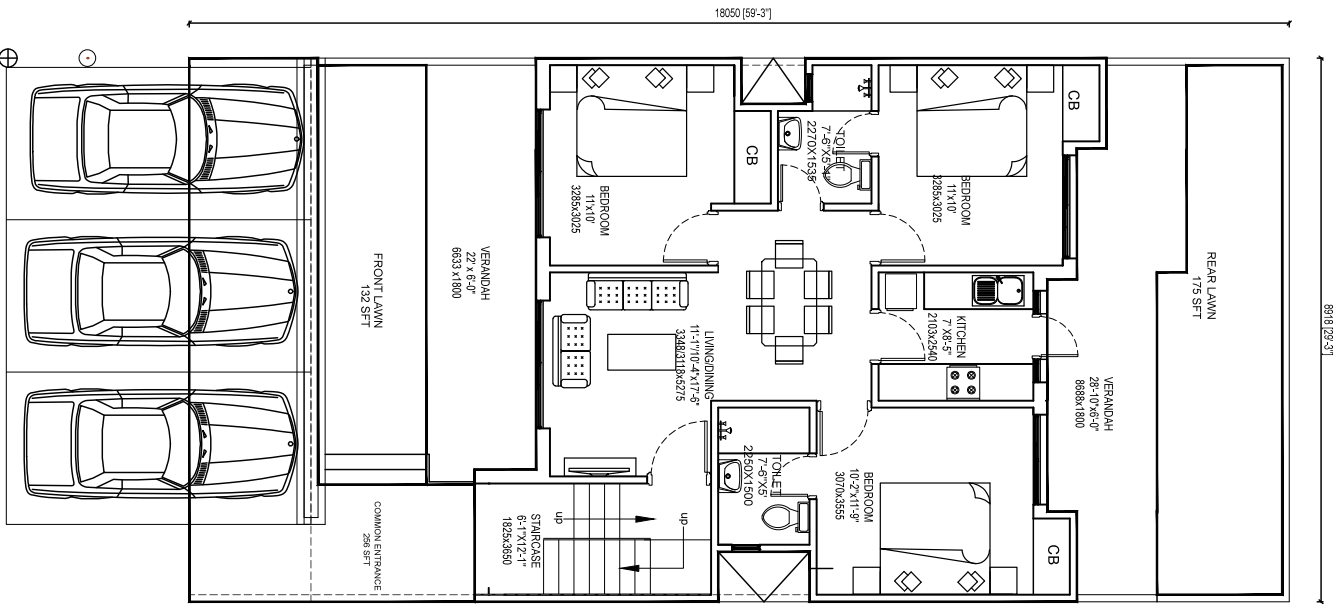 18050 [59'-3"]
8918 [29'-3"]
CB
CB
TOILET
7'-6"X5'-1"
2270X1535
BEDROOM
11'x10'
3285x3025
BEDROOM
11'x10'
3285x3025
VERANDAH
22' x 6'-0"
6633 x1800
FRONT LAWN
132 SFT
REAR LAWN
175 SFT
KITCHEN
7' X8'-5"
2103x2540
LIVING/DINING
11'-1"/10'-4"x17'-6"
3348/3118x5275
VERANDAH
28'-10"x6'-0"
8688x1800
TOILET
7'-6"X5'
2250X1500
BEDROOM
10'-2"x11'-9"
3070x3555
CB
COMMON ENTRANCE
256 SFT
STAIRCASE
6'-1"X12'-1"
1825x3650
up
up